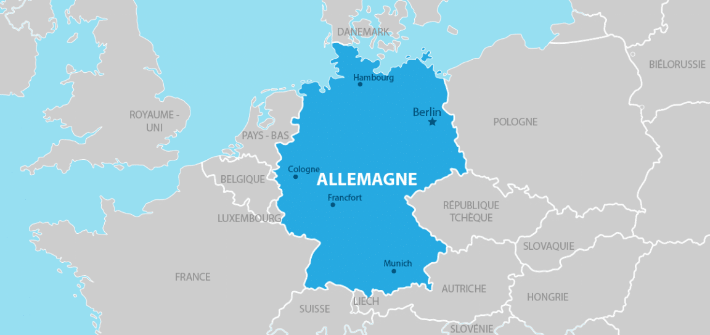 DANEMARK
BIÉLORUSSIE
Hambourg
ROYAUME -
UNI
Berlin
POLOGNE
PAYS - BAS
Cologne
BELGIQUE
ALLEMAGNE
Francfort
RÉPUBLIQUE
TCHÈQUE
LUXEMBOURG
SLOVAQUIE
Munich
FRANCE
AUTRICHE
HONGRIE
LIECH
SUISSE
SLOVÉNIE